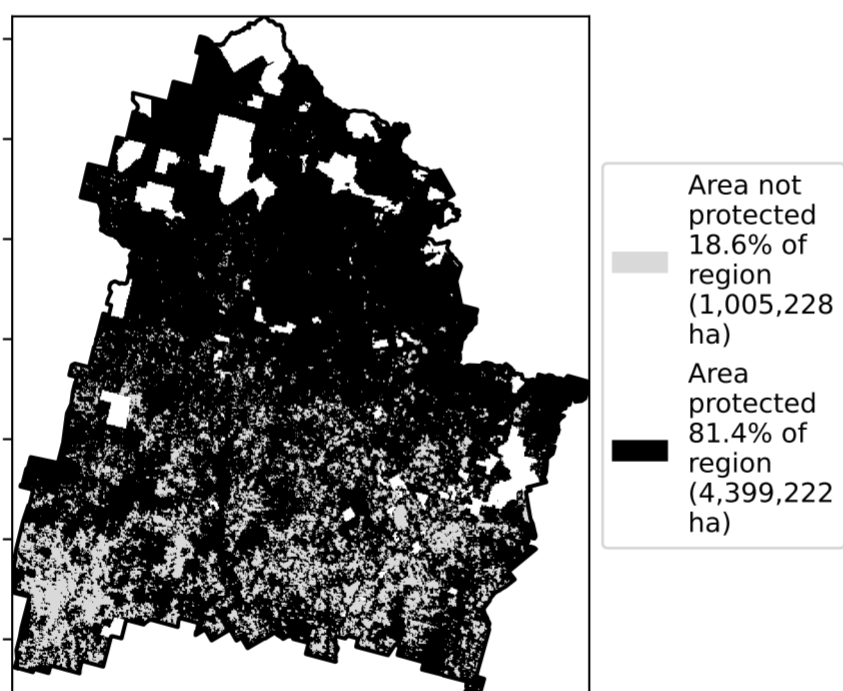 Area not
protected
18.6% of
region
(1,005,228
ha)
Area
protected
81.4% of
region
(4,399,222
ha)